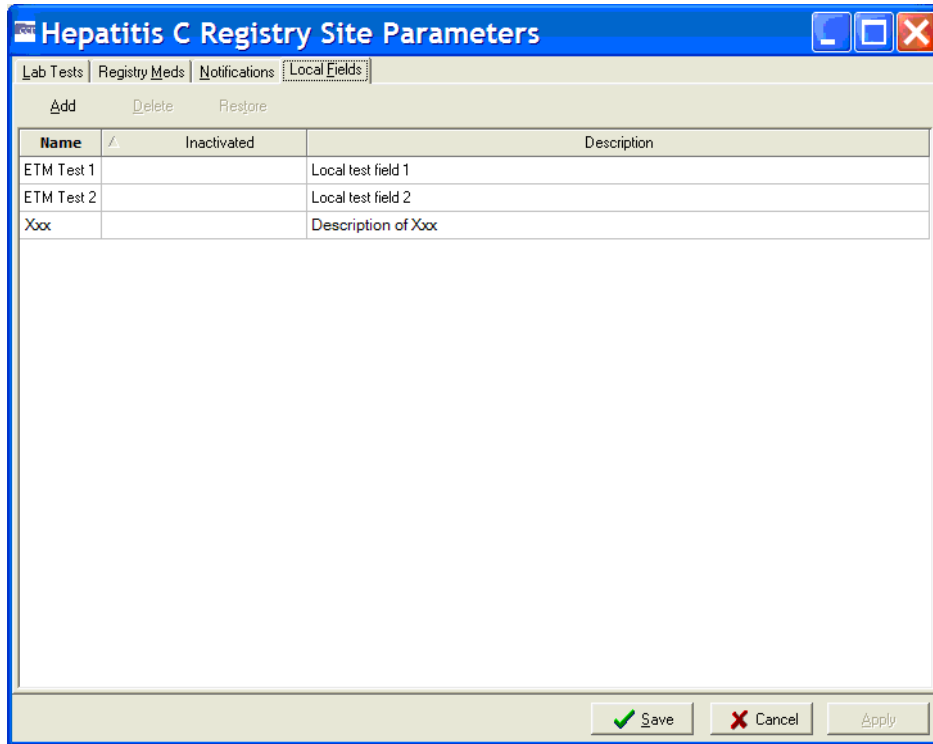 Hepatitis C Registry Site Parameters
Lab Tests Registry Meds Notifications Local Fields
Add Delete Restore
Name Inactivated Description
ETM Test 1 Local test field 1
ETM Test 2 Local test field 2
Xxx Description of Xxx
Save Cancel Apply